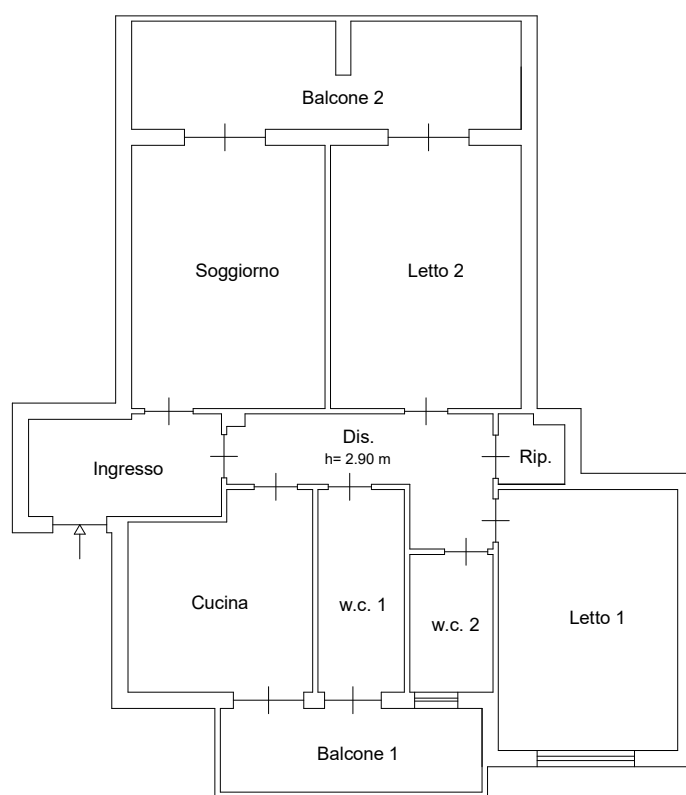 Balcone 2
Soggiorno
Letto 2
Dis.
h= 2.90 m
Ingresso
Rip.
Cucina
w.c. 1
w.c. 2
Letto 1
Balcone 1